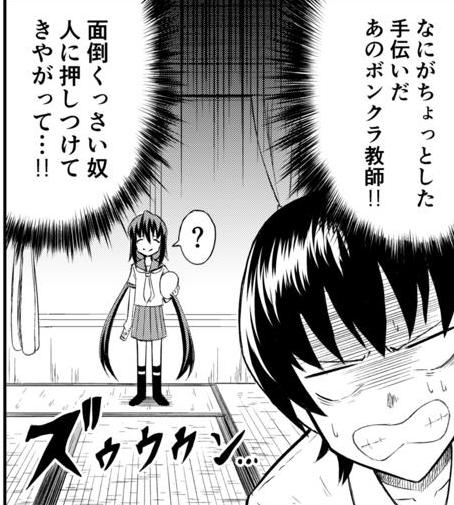 なにがちょっとした
手伝いだ
あのボンクラ教師!!
面倒くっさい奴
人に押しつけて
きやがって…!!
?
ズゥウウン…